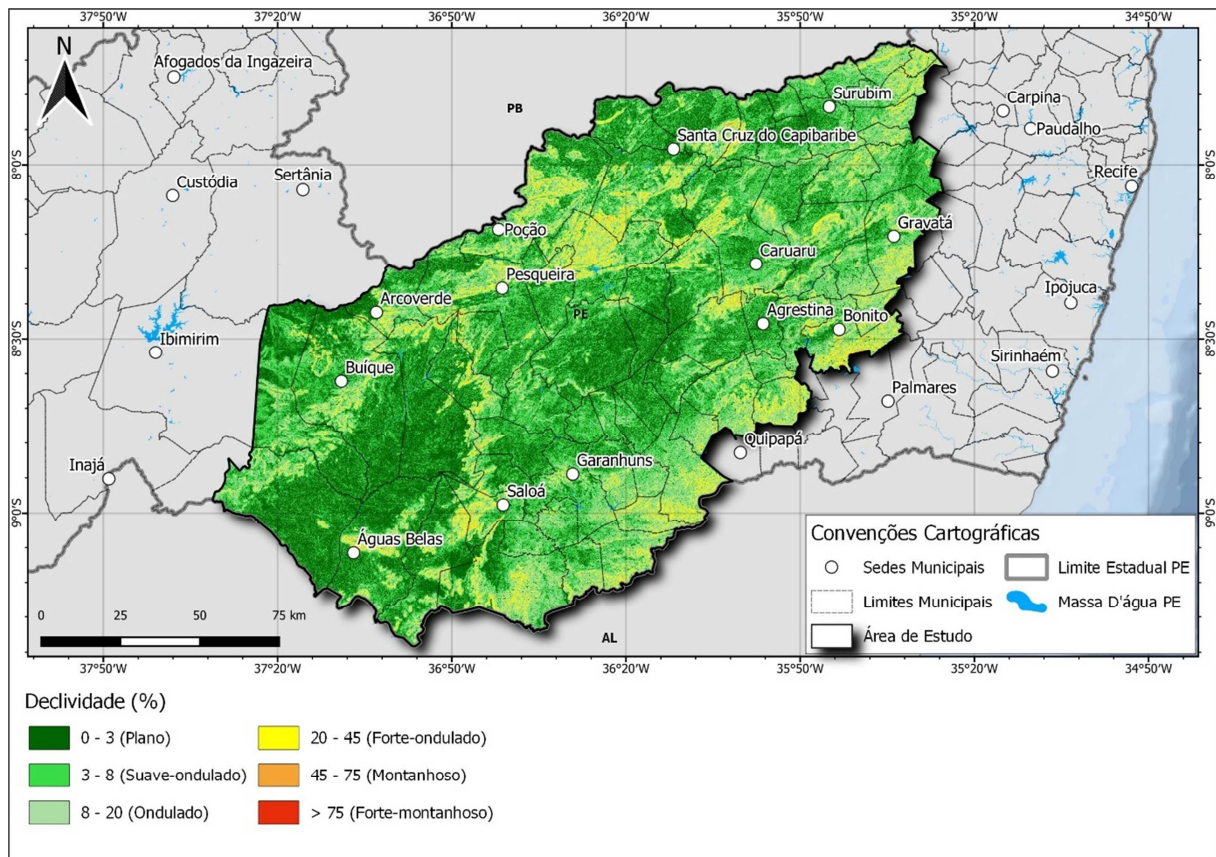 37°50'W 37°20'W 36°50'W 36°20'W 35°50'W 35°20'W 34°50'W
N
Afogados da Ingazeira
PB
Surubim
Carpina
Santa Cruz do Capibaribe
Paudalho
8°0'S 8°0'S
Custódia
Sertânia
Recife
Poção
Gravatá
Caruaru
Pesqueira
Arcoverde
Ipojuca
PE
Agrestina
Bonito
8°30'S 8°30'S
Ibimirim
Sirinhaém
Buíque
Palmares
Quipapá
Inajá
Garanhuns
Saloá
9°0'S 9°0'S
Águas Belas
Convenções Cartográficas
Sedes Municipais
Limite Estadual PE
Limites Municipais
Massa D'água PE
Área de Estudo
0 25 50 75 km
AL
37°50'W 37°20'W 36°50'W 36°20'W 35°50'W 35°20'W 34°50'W
Declividade (%)
0 - 3 (Plano)
3 - 8 (Suave-ondulado)
8 - 20 (Ondulado)
20 - 45 (Forte-ondulado)
45 - 75 (Montanhoso)
> 75 (Forte-montanhoso)